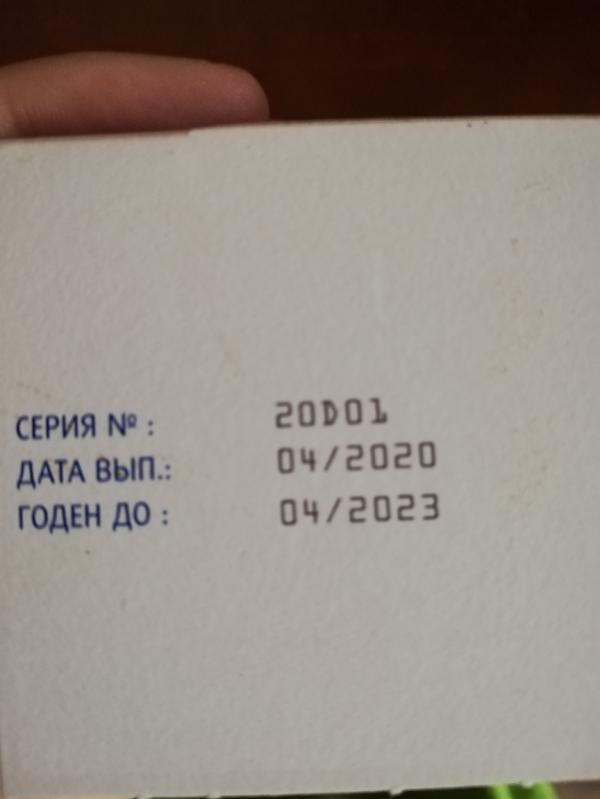 СЕРИЯ № : 20D01
ДАТА ВЫП.: 04/2020
ГОДЕН ДО : 04/2023